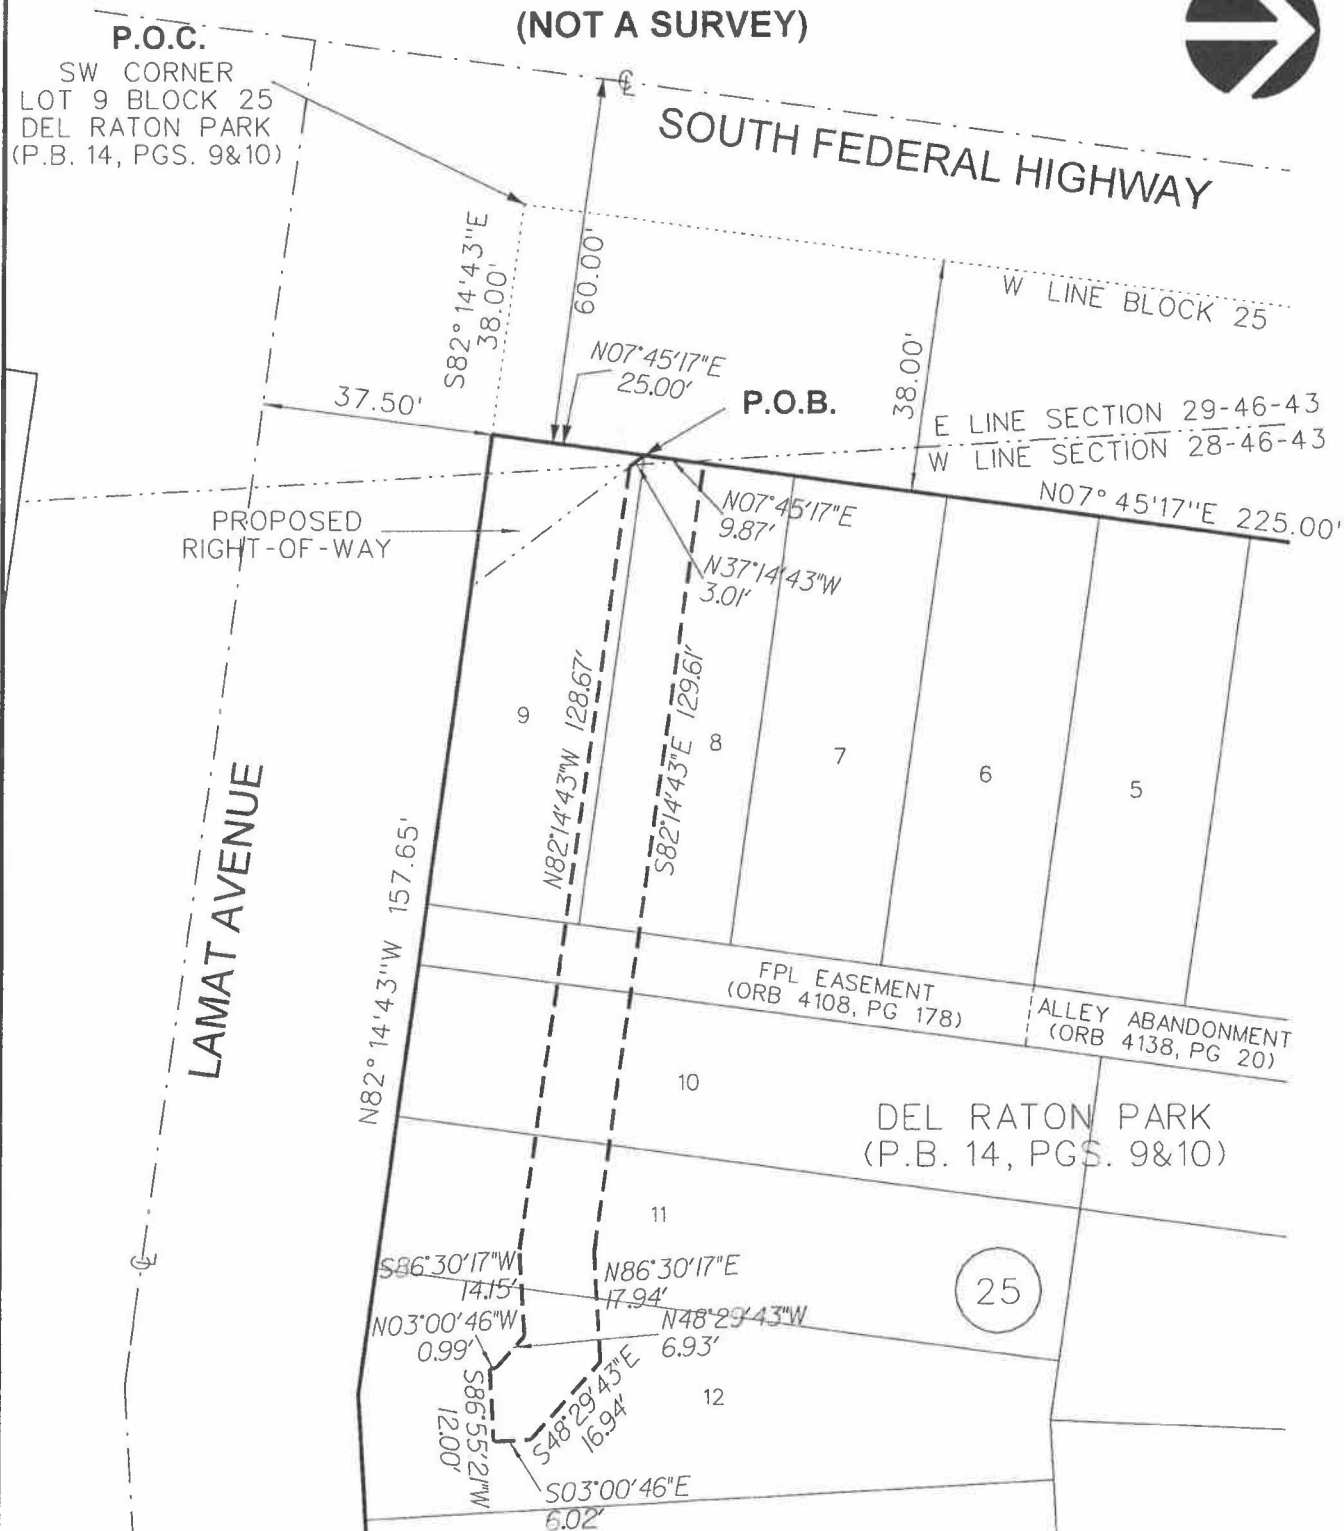 (NOT A SURVEY)
P.O.C.
SW CORNER
LOT 9 BLOCK 25
DEL RATON PARK
(P.B. 14, PGS. 9&10)
℄
SOUTH FEDERAL HIGHWAY
S82°14'43"E
38.00'
60.00'
W LINE BLOCK 25
N07°45'17"E
25.00'
37.50'
P.O.B.
38.00'
E LINE SECTION 29-46-43
W LINE SECTION 28-46-43
N07°45'17"E 225.00'
PROPOSED
RIGHT-OF-WAY
N07°45'17"E
9.87'
N37°14'43"W
3.01'
9
N82°14'43"W 128.67'
S82°14'43"E 129.61'
8
7
6
5
LAMAT AVENUE
N82°14'43"W 157.65'
FPL EASEMENT
(ORB 4108, PG 178)
ALLEY ABANDONMENT
(ORB 4138, PG 20)
10
DEL RATON PARK
(P.B. 14, PGS. 9&10)
11
℄
S86°30'17"W
14.15'
N86°30'17"E
17.94'
25
N03°00'46"W
0.99'
N48°29'43"W
6.93'
S86°55'21"W
12.00'
S48°29'43"E
16.94'
12
S03°00'46"E
6.02'